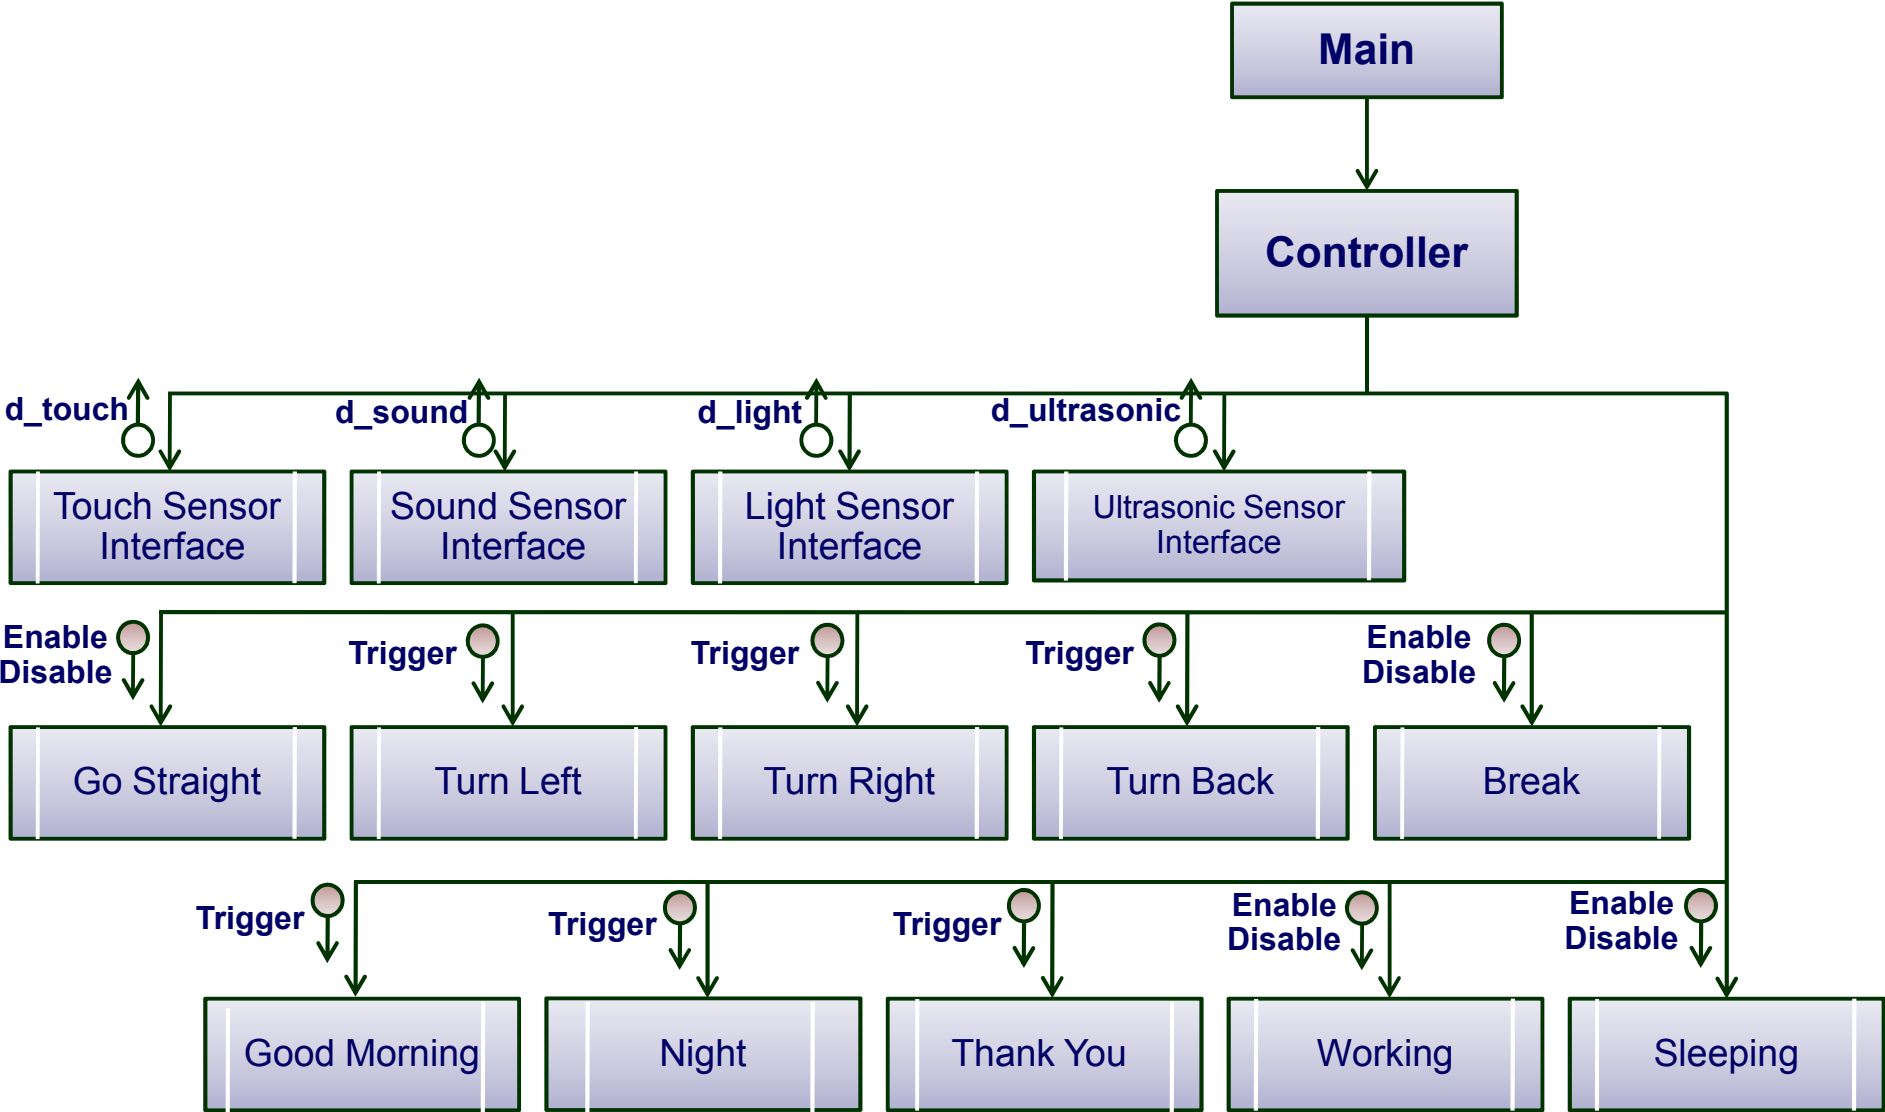 Main
Controller
d_touch
d_sound
d_light
d_ultrasonic
Touch Sensor
Interface
Sound Sensor
Interface
Light Sensor
Interface
Ultrasonic Sensor
Interface
Enable
Disable
Trigger
Trigger
Trigger
Enable
Disable
Go Straight
Turn Left
Turn Right
Turn Back
Break
Trigger
Trigger
Trigger
Enable
Disable
Enable
Disable
Good Morning
Night
Thank You
Working
Sleeping